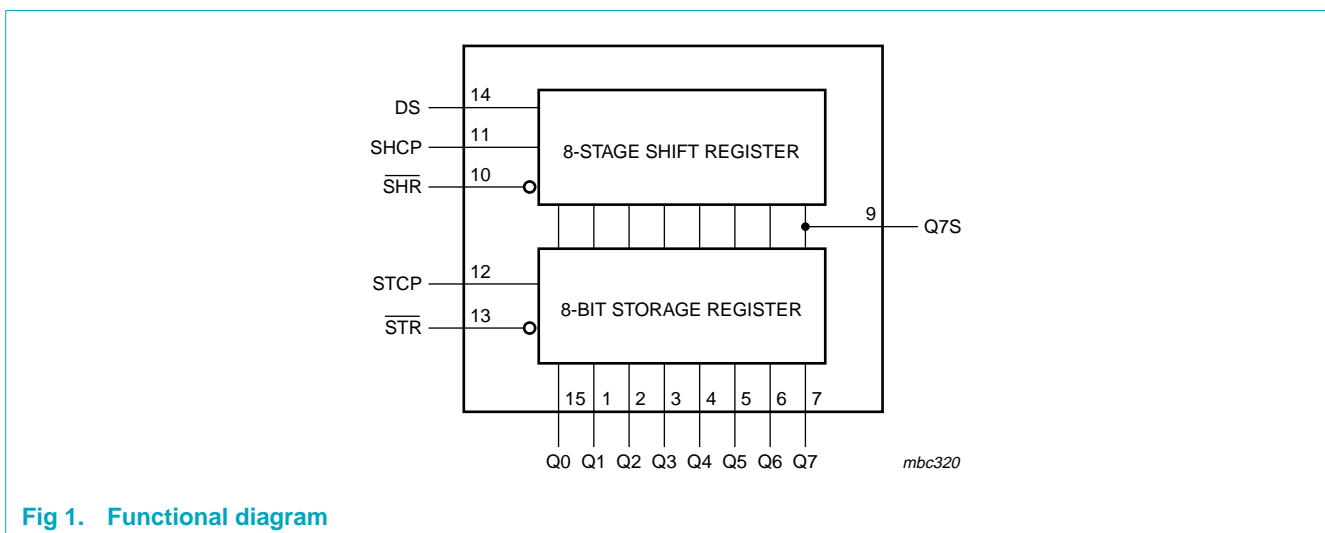 DS
14
SHCP
11
8-STAGE SHIFT REGISTER
SHR
10
9
Q7S
STCP
12
8-BIT STORAGE REGISTER
STR
13
15 1 2 3 4 5 6 7
Q0 Q1 Q2 Q3 Q4 Q5 Q6 Q7
mbc320
Fig 1. Functional diagram